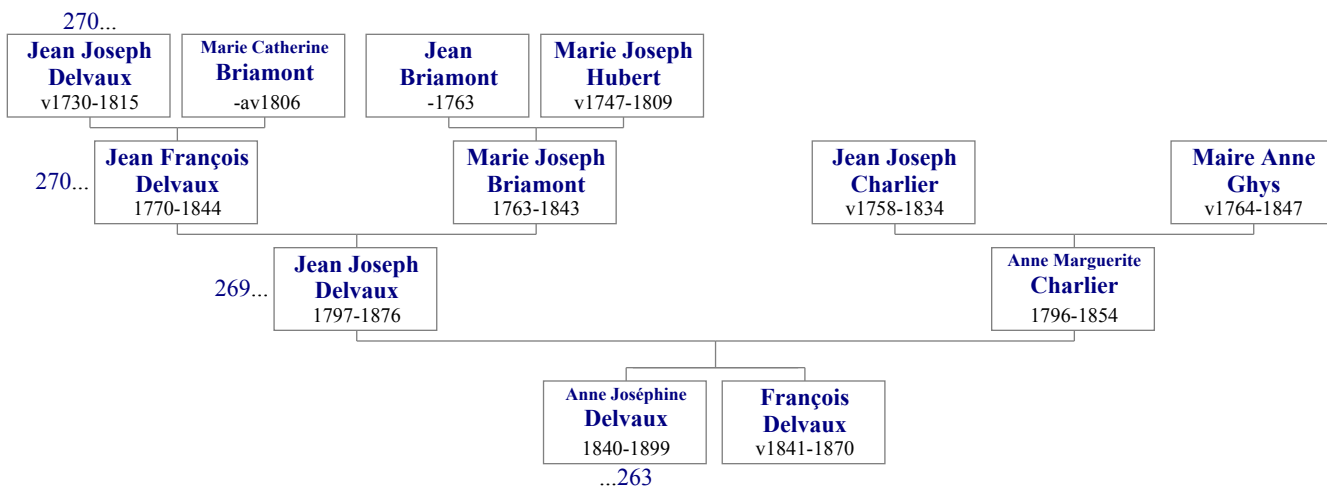 270...
Jean Joseph
Delvaux
v1730-1815
Marie Catherine
Briamont
-av1806
Jean
Briamont
-1763
Marie Joseph
Hubert
v1747-1809
270...
Jean François
Delvaux
1770-1844
Marie Joseph
Briamont
1763-1843
Jean Joseph
Charlier
v1758-1834
Maire Anne
Ghys
v1764-1847
269...
Jean Joseph
Delvaux
1797-1876
Anne Marguerite
Charlier
1796-1854
Anne Joséphine
Delvaux
1840-1899
François
Delvaux
v1841-1870
...263